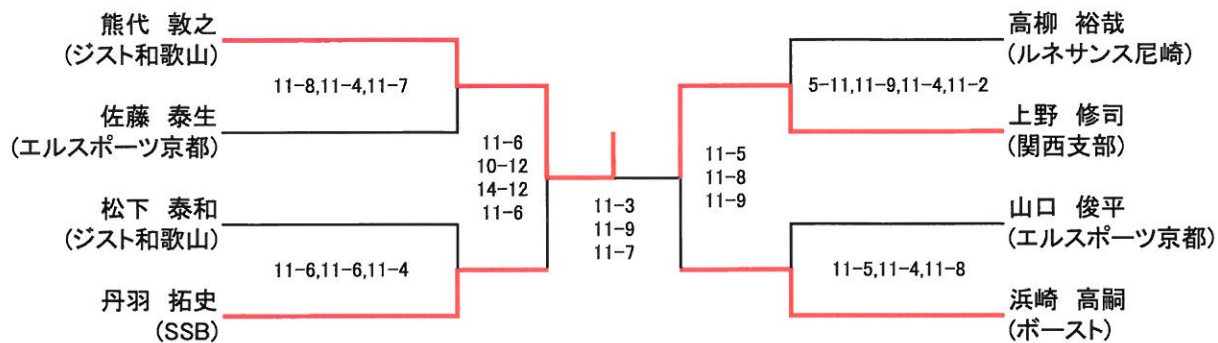 熊代 敦之
(ジスト和歌山)
11-8,11-4,11-7
佐藤 泰生
(エルスポーツ京都)
11-6
10-12
14-12
11-6
松下 泰和
(ジスト和歌山)
11-6,11-6,11-4
丹羽 拓史
(SSB)
11-3
11-9
11-7
高柳 裕哉
(ルネサンス尼崎)
5-11,11-9,11-4,11-2
上野 修司
(関西支部)
11-5
11-8
11-9
山口 俊平
(エルスポーツ京都)
11-5,11-4,11-8
浜崎 高嗣
(ボースト)